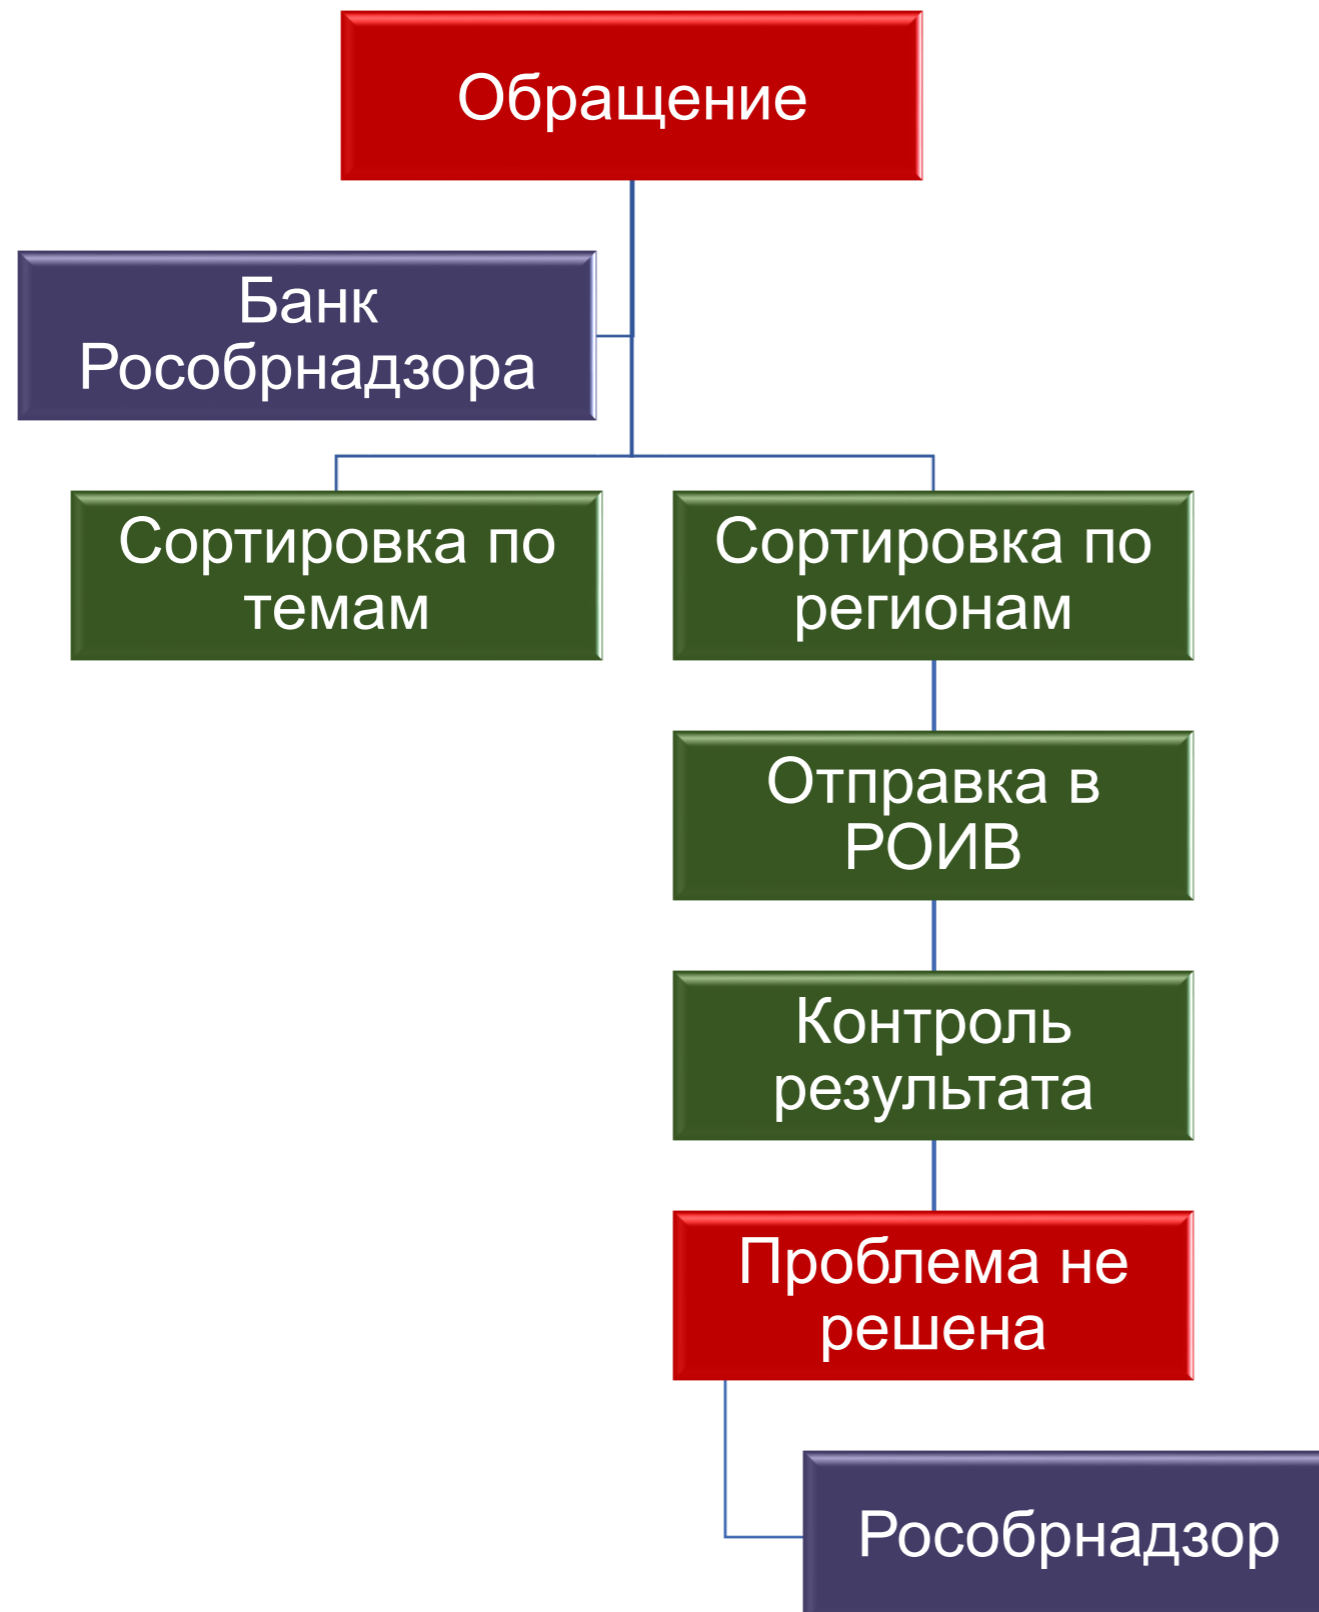 Обращение
Банк
Рособрнадзора
Сортировка по
темам
Сортировка по
регионам
Отправка в
РОИВ
Контроль
результата
Проблема не
решена
Рособрнадзор